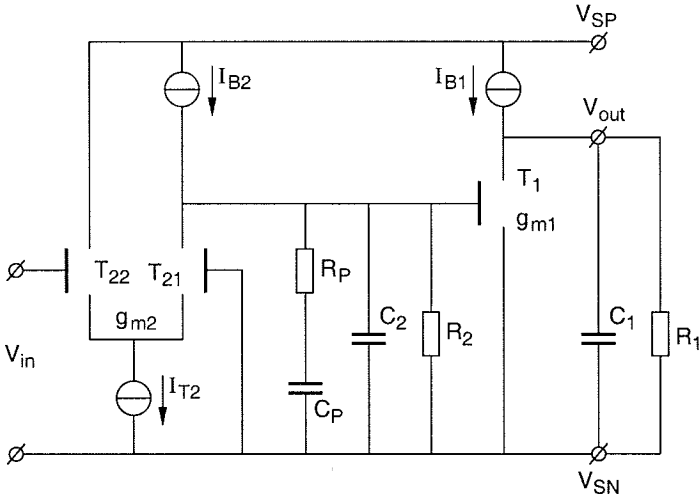 V_SP
I_B2
I_B1
V_out
T_1
g_m1
T_22
T_21
R_P
g_m2
C_2
R_2
C_1
R_1
V_in
I_T2
C_P
V_SN